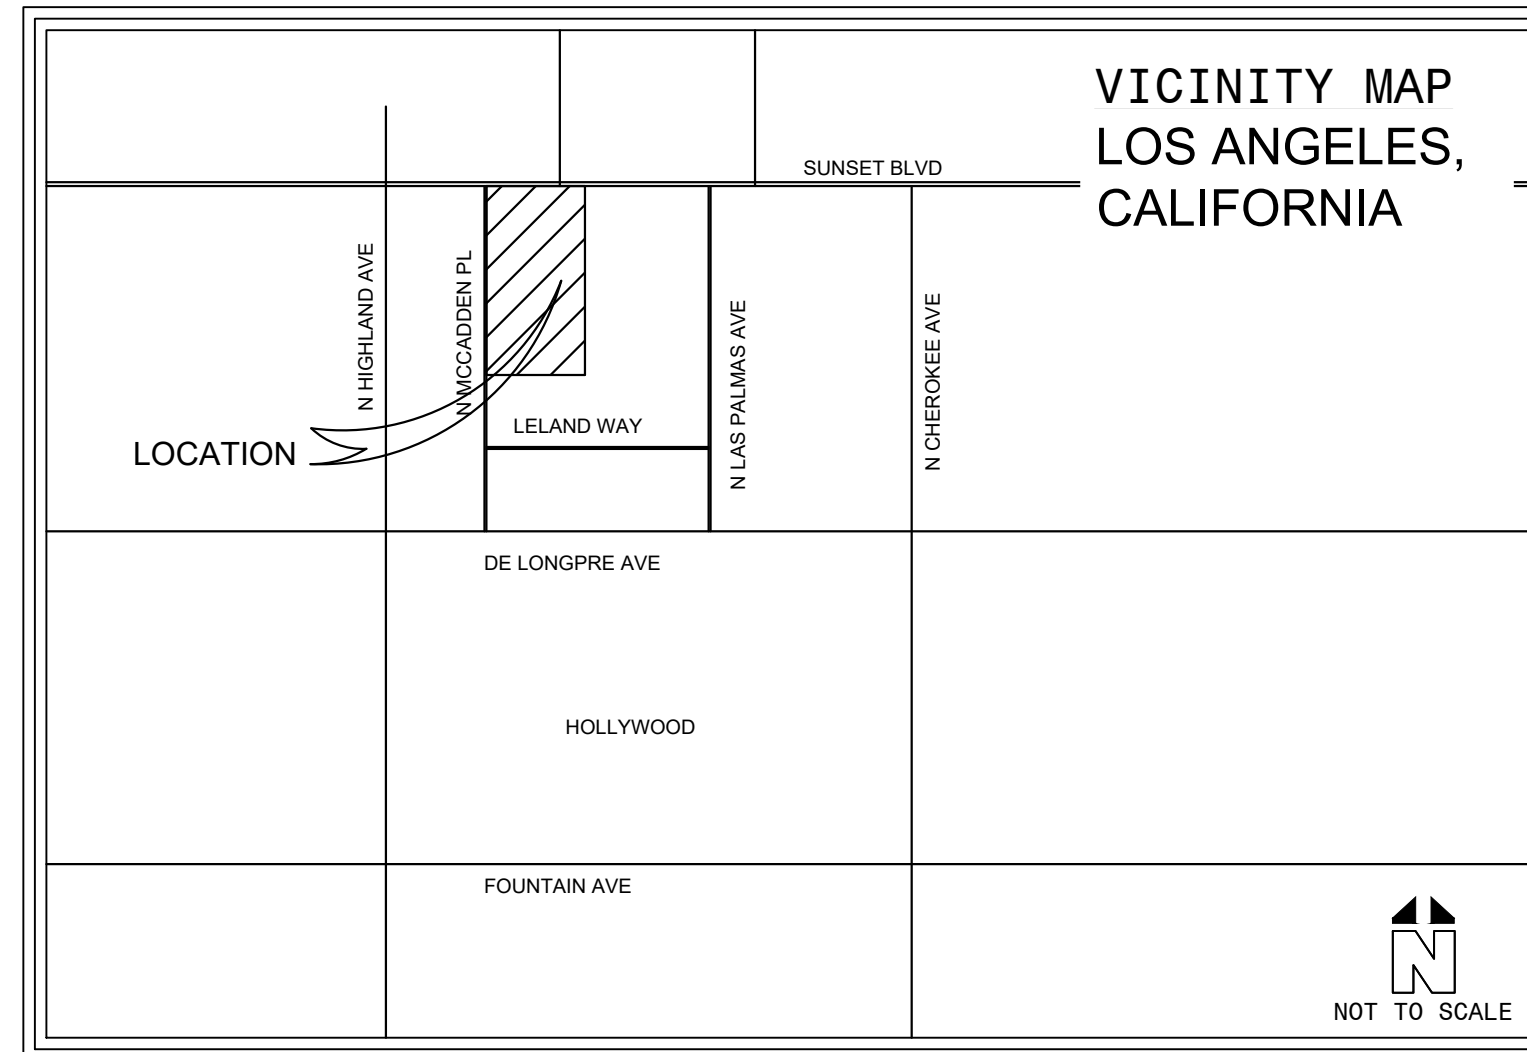 VICINITY MAP
LOS ANGELES,
CALIFORNIA
SUNSET BLVD
N HIGHLAND AVE
N MCCADDEN PL
N LAS PALMAS AVE
N CHEROKEE AVE
LELAND WAY
LOCATION
DE LONGPRE AVE
HOLLYWOOD
FOUNTAIN AVE
N
NOT TO SCALE